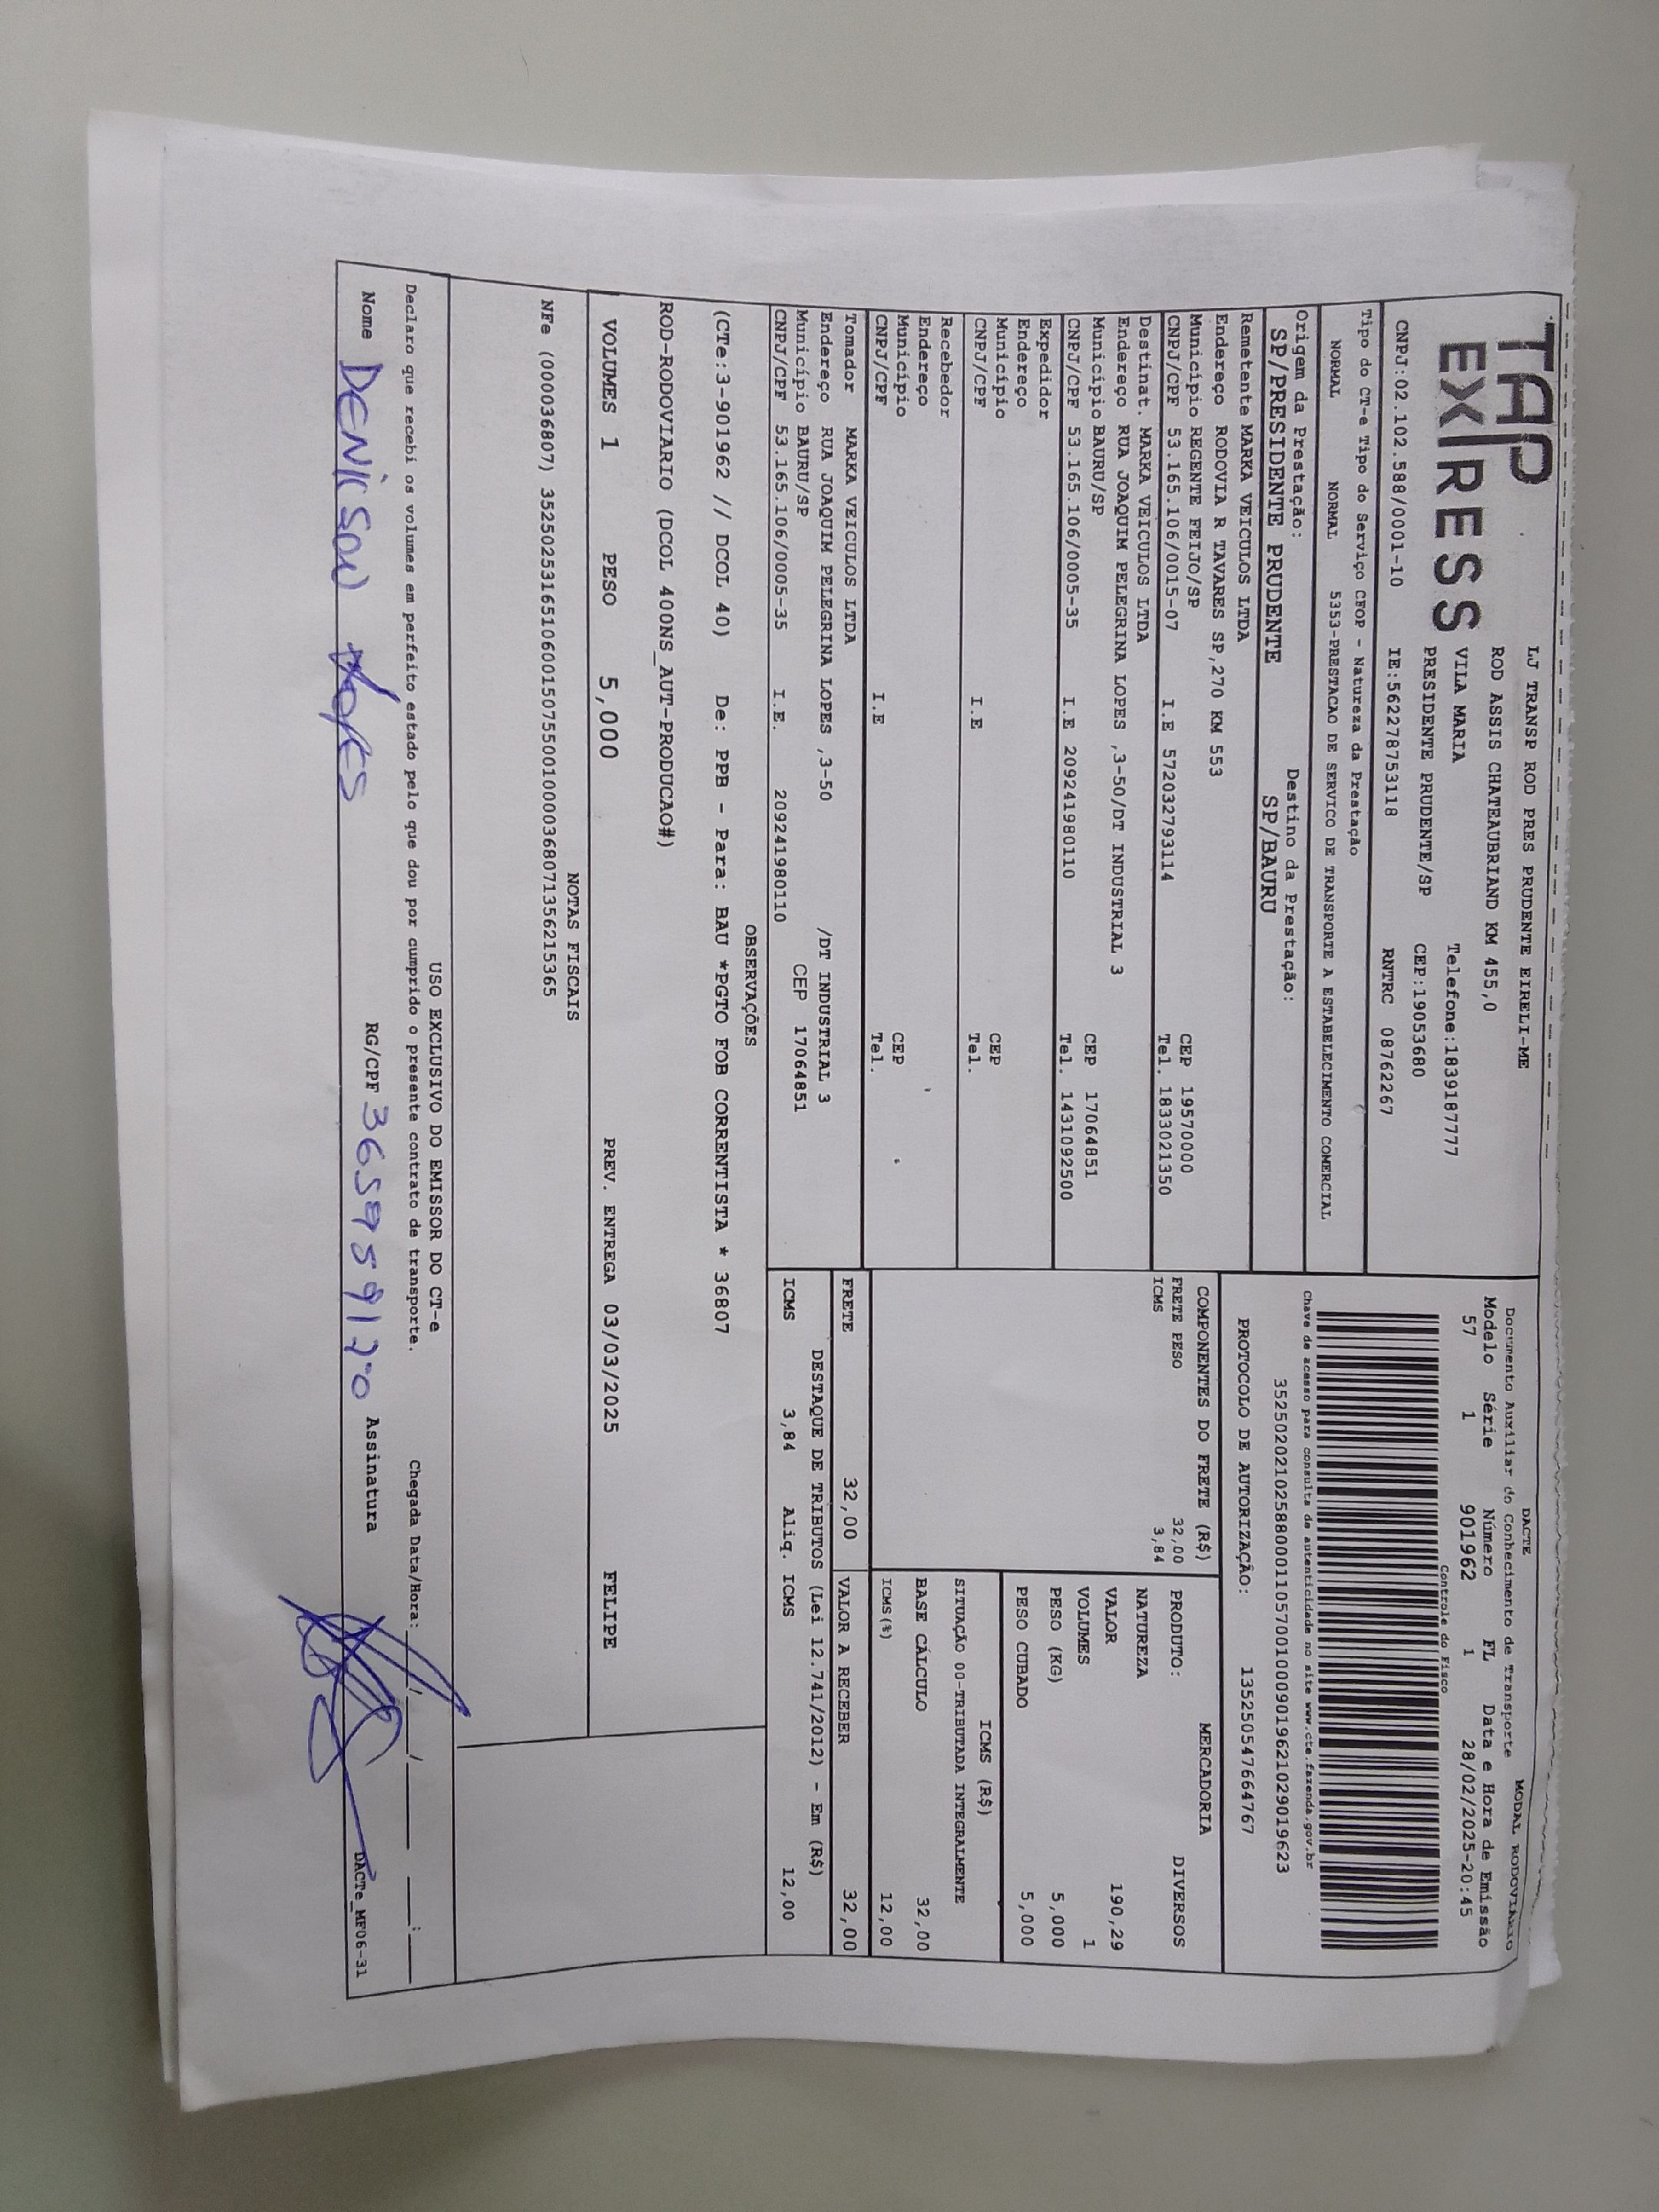 TAP
EXPRESS
LJ TRANSP ROD PRES PRUDENTE EIRELI-ME
ROD ASSIS CHATEAUBRIAND KM 455,0
VILA MARIA Telefone:1839187777
PRESIDENTE PRUDENTE/SP CEP:19053680
CNPJ:02.102.588/0001-10 IE:562278753118 RNTRC 08762267
Tipo do CT-e Tipo do Serviço CFOP - Natureza da Prestação
NORMAL NORMAL 5353-PRESTACAO DE SERVICO DE TRANSPORTE A ESTABELECIMENTO COMERCIAL
Origem da Prestação: Destino da Prestação:
SP/PRESIDENTE PRUDENTE SP/BAURU
DACTE MODAL RODOVIARIO
Documento Auxiliar do Conhecimento de Transporte
Modelo Série Número FL Data e Hora de Emissão
57 1 901962 1 28/02/2025-20:45
Controle do Fisco
Chave de acesso para consulta de autenticidade no site www.cte.fazenda.gov.br
35250202102588000110570010009019621029019623
PROTOCOLO DE AUTORIZAÇÃO: 135250547664767
Remetente MARKA VEICULOS LTDA
Endereço RODOVIA R TAVARES SP,270 KM 553
Município REGENTE FEIJO/SP CEP 19570000
CNPJ/CPF 53.165.106/0015-07 I.E 572032793114 Tel. 1833021350
Destinat. MARKA VEICULOS LTDA
Endereço RUA JOAQUIM PELEGRINA LOPES ,3-50/DT INDUSTRIAL 3
Município BAURU/SP CEP 17064851
CNPJ/CPF 53.165.106/0005-35 I.E 209241980110 Tel. 1431092500
Expedidor
Endereço
Município CEP
CNPJ/CPF I.E Tel.
Recebedor
Endereço
Município CEP
CNPJ/CPF I.E Tel.
Tomador MARKA VEICULOS LTDA
Endereço RUA JOAQUIM PELEGRINA LOPES ,3-50 /DT INDUSTRIAL 3
Município BAURU/SP CEP 17064851
CNPJ/CPF 53.165.106/0005-35 I.E. 209241980110
COMPONENTES DO FRETE (R$)
FRETE PESO 32,00
ICMS 3,84
MERCADORIA
PRODUTO: DIVERSOS
NATUREZA
VALOR 190,29
VOLUMES 1
PESO (KG) 5,000
PESO CUBADO 5,000
ICMS (R$)
SITUAÇÃO 00-TRIBUTADA INTEGRALMENTE
BASE CÁLCULO 32,00
ICMS(%) 12,00
FRETE 32,00 VALOR A RECEBER 32,00
DESTAQUE DE TRIBUTOS (Lei 12.741/2012) - Em (R$)
ICMS 3,84 Aliq. ICMS 12,00
OBSERVAÇÕES
(CTe:3-901962 // DCOL 40) De: PPB - Para: BAU *PGTO FOB CORRENTISTA * 36807
ROD-RODOVIARIO (DCOL 400NS_AUT-PRODUCAO#)
VOLUMES 1 PESO 5,000 PREV. ENTREGA 03/03/2025 FELIPE
NOTAS FISCAIS
NFe (000036807) 35250253165106001507550010000368071356215365
USO EXCLUSIVO DO EMISSOR DO CT-e
Declaro que recebi os volumes em perfeito estado pelo que dou por cumprido o presente contrato de transporte. Chegada Data/Hora: / / :
Nome DENISON LOPES RG/CPF Assinatura
DACTe_MF06-31